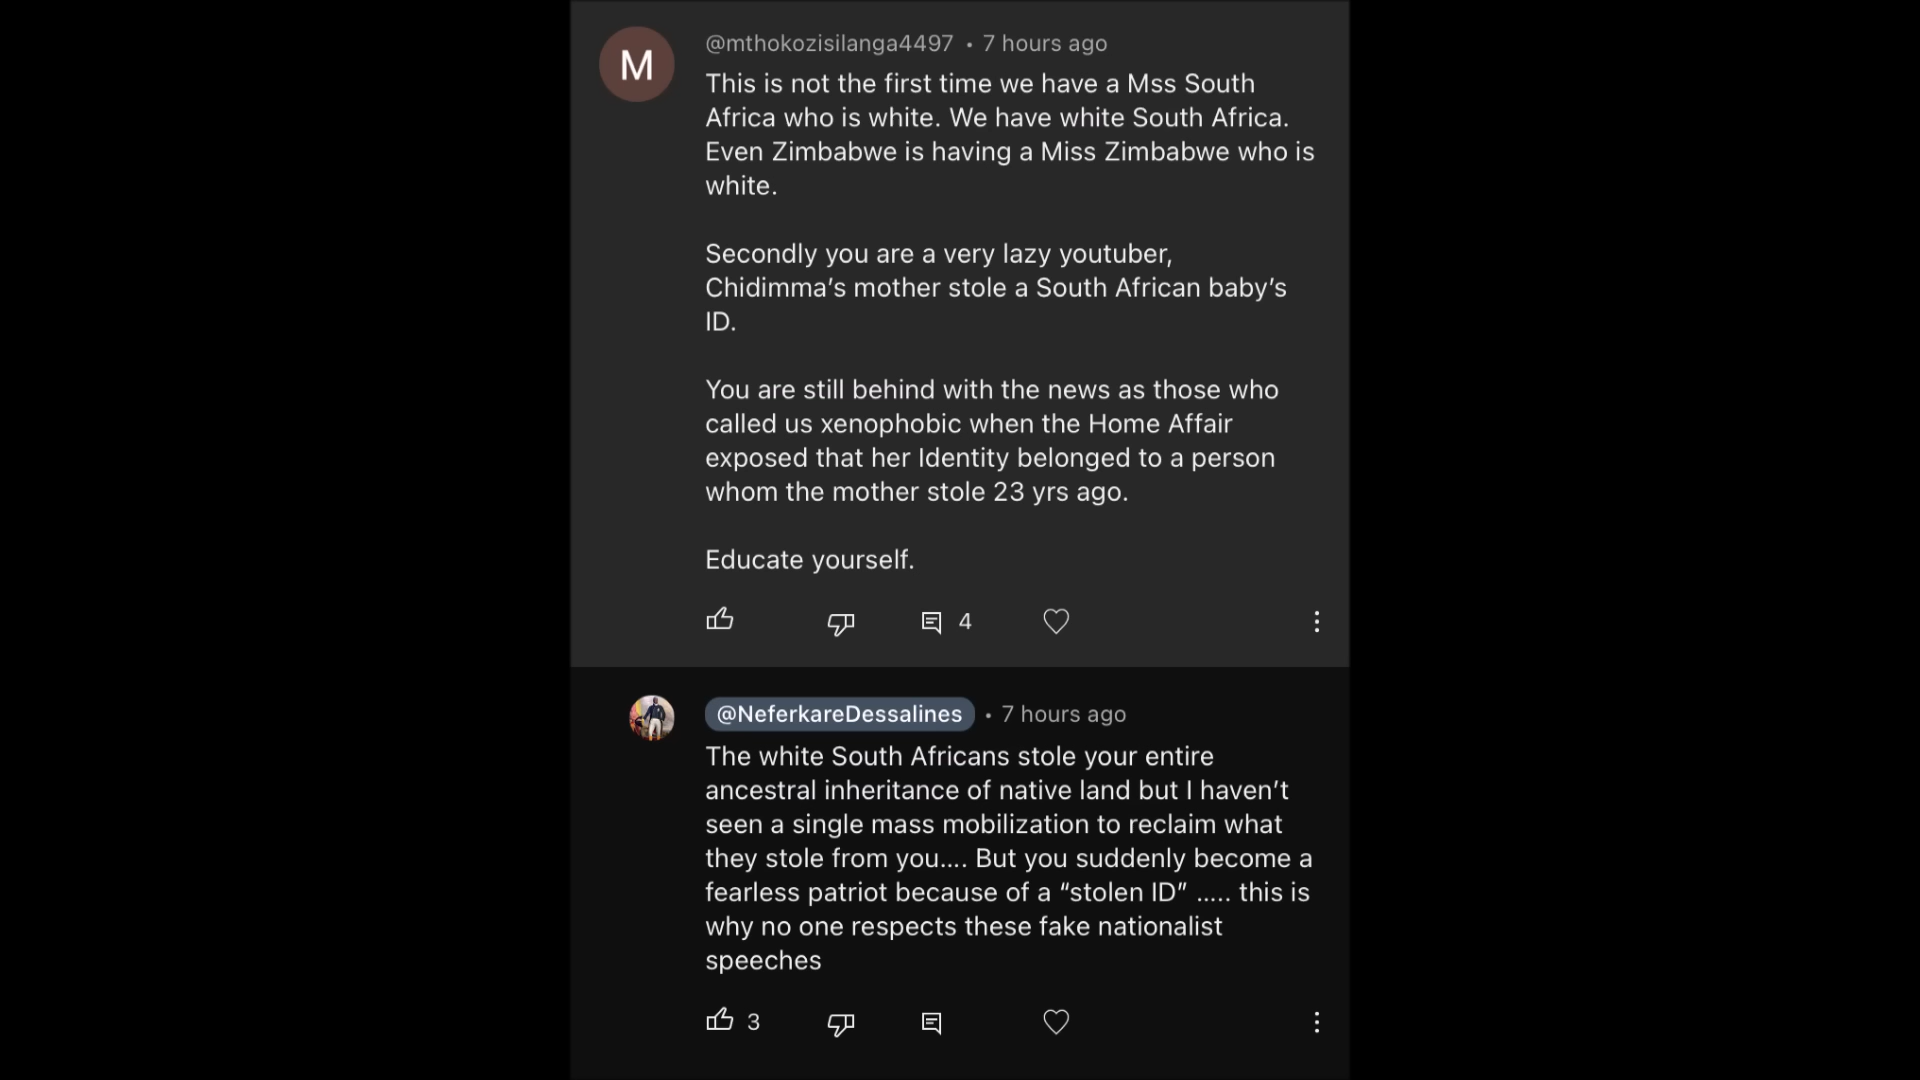 M
@mthokozisilanga4497 • 7 hours ago
This is not the first time we have a Mss South
Africa who is white. We have white South Africa.
Even Zimbabwe is having a Miss Zimbabwe who is
white.
Secondly you are a very lazy youtuber,
Chidimma’s mother stole a South African baby’s
ID.
You are still behind with the news as those who
called us xenophobic when the Home Affair
exposed that her Identity belonged to a person
whom the mother stole 23 yrs ago.
Educate yourself.
4
@NeferkareDessalines • 7 hours ago
The white South Africans stole your entire
ancestral inheritance of native land but I haven’t
seen a single mass mobilization to reclaim what
they stole from you.... But you suddenly become a
fearless patriot because of a “stolen ID” ..... this is
why no one respects these fake nationalist
speeches
3